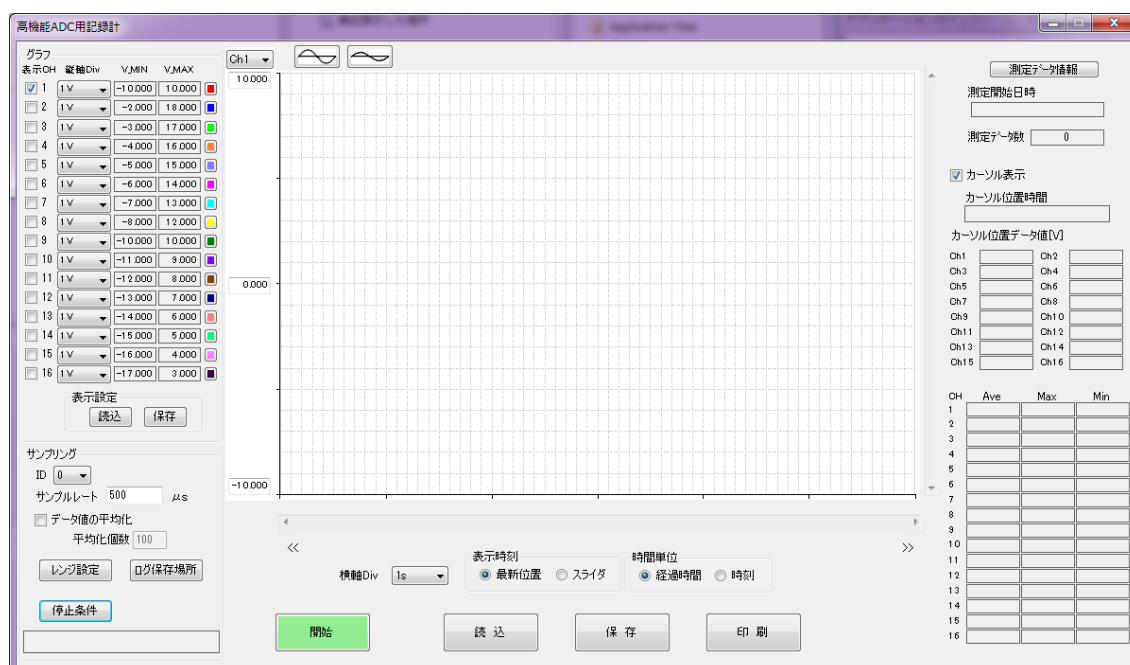 高機能ADC用記録計
Application Files
グラフ
表示CH 縦軸Div V_MIN V_MAX
1 1V -10.000 10.000
2 1V -2.000 18.000
3 1V -3.000 17.000
4 1V -4.000 16.000
5 1V -5.000 15.000
6 1V -6.000 14.000
7 1V -7.000 13.000
8 1V -8.000 12.000
9 1V -10.000 10.000
10 1V -11.000 9.000
11 1V -12.000 8.000
12 1V -13.000 7.000
13 1V -14.000 6.000
14 1V -15.000 5.000
15 1V -16.000 4.000
16 1V -17.000 3.000
表示設定
読込 保存
サンプリング
ID 0
サンプルレート 500 μs
データ値の平均化
平均化個数 100
レンジ設定 ログ保存場所
停止条件
Ch1
10.000
0.000
-10.000
<< >>
横軸Div 1s
表示時刻
最新位置 スライダ
時間単位
経過時間 時刻
開始 読 込 保 存 印 刷
測定データ情報
測定開始日時
測定データ数 0
カーソル表示
カーソル位置時間
カーソル位置データ値[V]
Ch1 Ch2
Ch3 Ch4
Ch5 Ch6
Ch7 Ch8
Ch9 Ch10
Ch11 Ch12
Ch13 Ch14
Ch15 Ch16
CH Ave Max Min
1
2
3
4
5
6
7
8
9
10
11
12
13
14
15
16